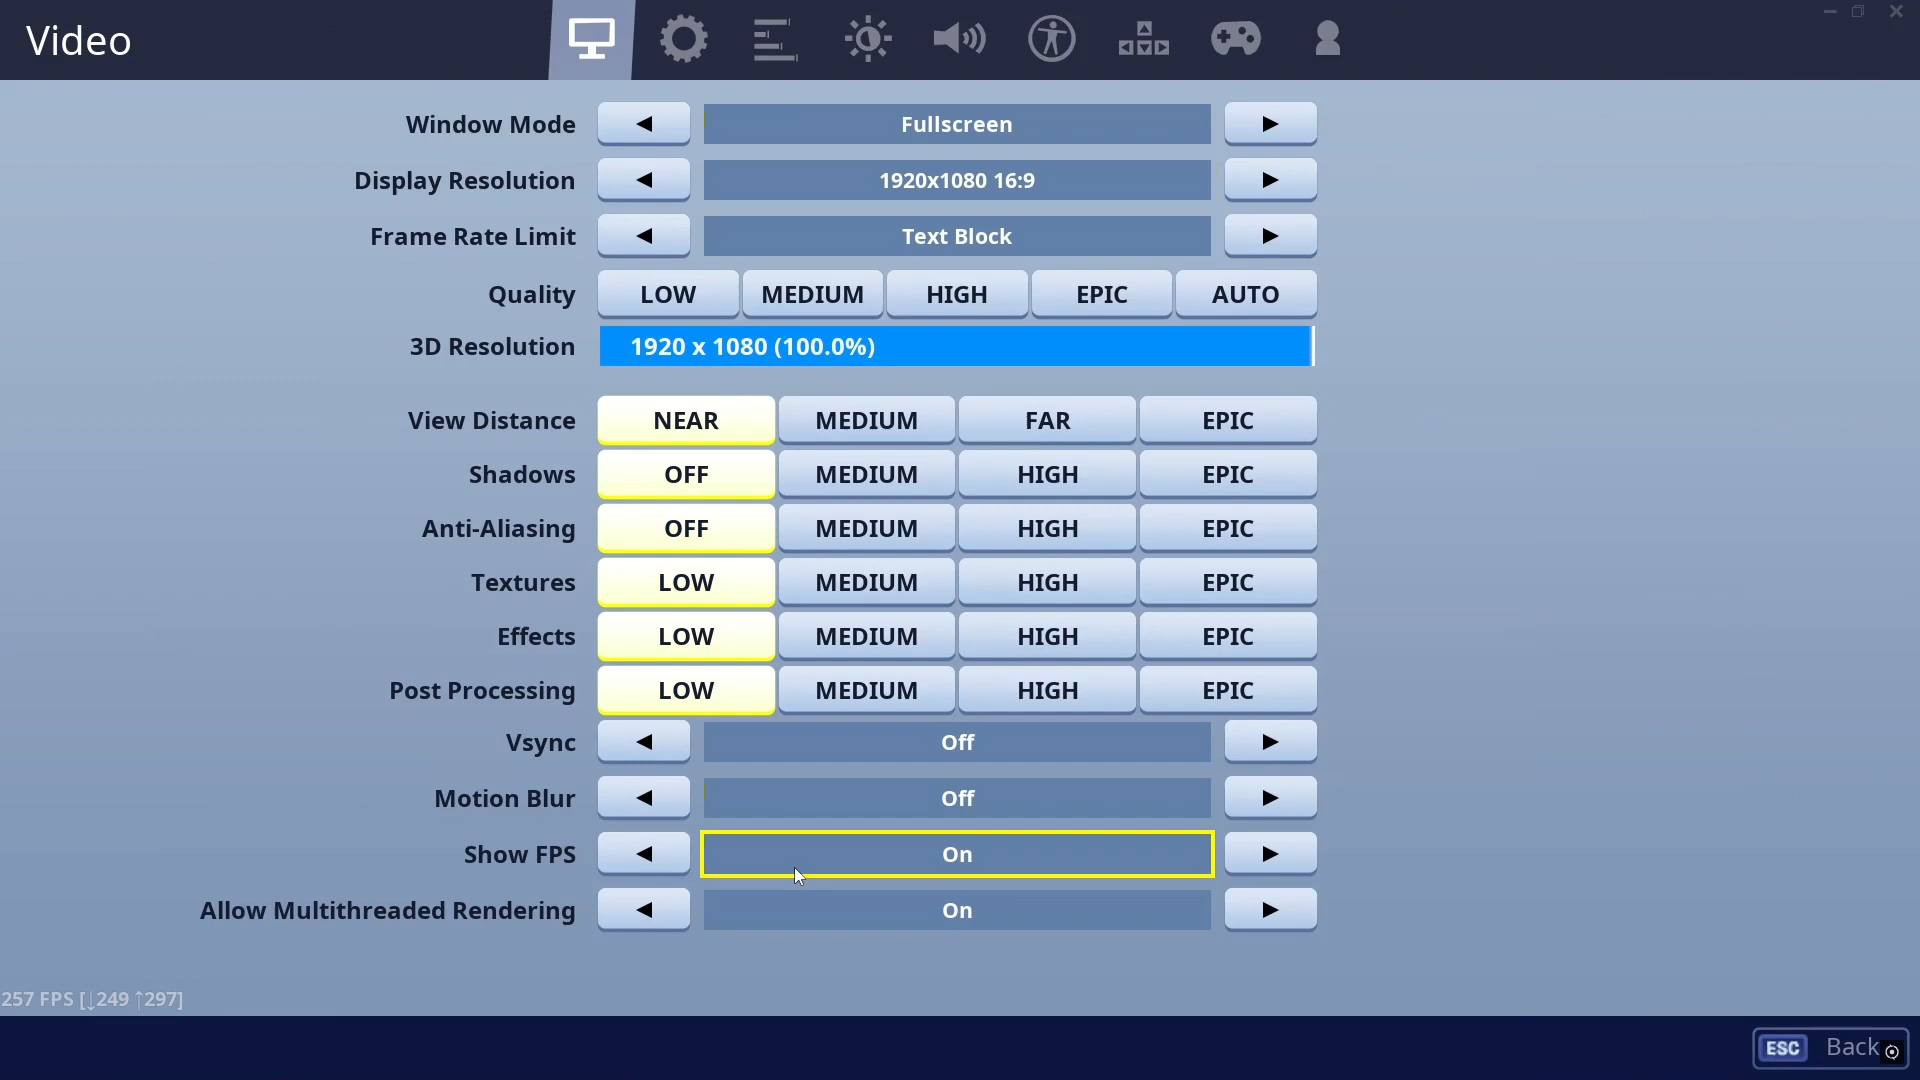 Video
Window Mode ◀ Fullscreen ▶
Display Resolution ◀ 1920x1080 16:9 ▶
Frame Rate Limit ◀ Text Block ▶
Quality LOW MEDIUM HIGH EPIC AUTO
3D Resolution 1920 x 1080 (100.0%)
View Distance NEAR MEDIUM FAR EPIC
Shadows OFF MEDIUM HIGH EPIC
Anti-Aliasing OFF MEDIUM HIGH EPIC
Textures LOW MEDIUM HIGH EPIC
Effects LOW MEDIUM HIGH EPIC
Post Processing LOW MEDIUM HIGH EPIC
Vsync ◀ Off ▶
Motion Blur ◀ Off ▶
Show FPS ◀ On ▶
Allow Multithreaded Rendering ◀ On ▶
257 FPS [↓249 ↑297]
ESC Back